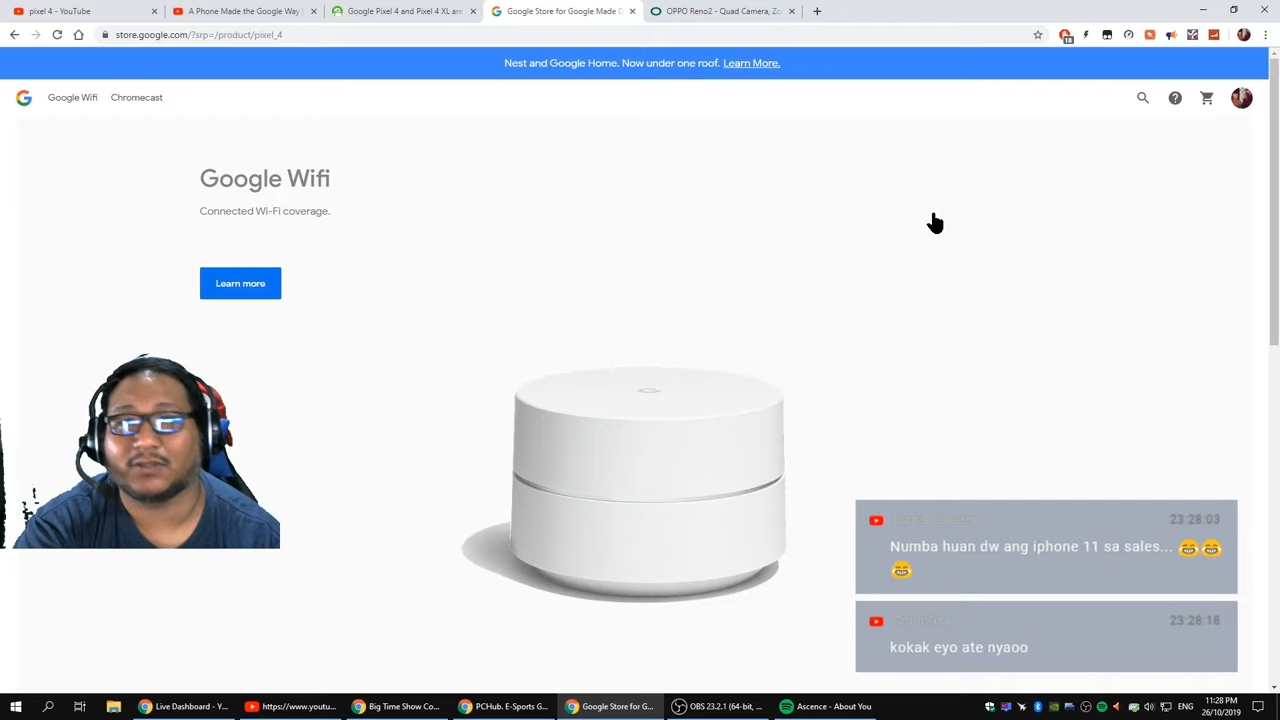 pixel 4 - YouTube
A Phone Made the Google Way |
Google Pixel 4 and Pixel 4 XL are
Google Store for Google Made D
OPPO Reno2 - Quad Camera, Zo
store.google.com/?srp=/product/pixel_4
18
Nest and Google Home. Now under one roof. Learn More.
Google Wifi
Chromecast
Google Wifi
Connected Wi-Fi coverage.
Learn more
23:28:03
Numba huan dw ang iphone 11 sa sales... 😂😂
😂
23:28:18
kokak eyo ate nyaoo
Live Dashboard - Y...
https://www.youtu...
Big Time Show Co...
PCHub. E-Sports G...
Google Store for G...
OBS 23.2.1 (64-bit, ...
Ascence - About You
ENG
11:28 PM
26/10/2019